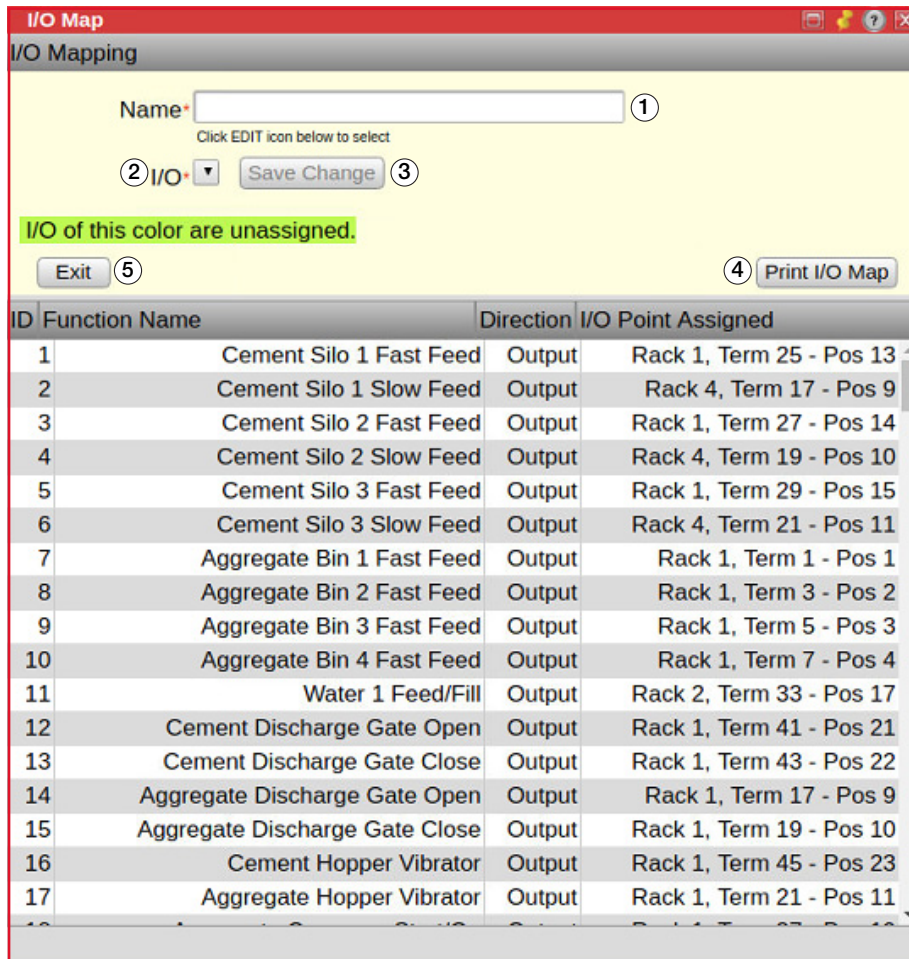 I/O Map
I/O Mapping
Name* ①
Click EDIT icon below to select
② I/O* Save Change ③
I/O of this color are unassigned.
Exit ⑤ ④ Print I/O Map
ID Function Name Direction I/O Point Assigned
1 Cement Silo 1 Fast Feed Output Rack 1, Term 25 - Pos 13
2 Cement Silo 1 Slow Feed Output Rack 4, Term 17 - Pos 9
3 Cement Silo 2 Fast Feed Output Rack 1, Term 27 - Pos 14
4 Cement Silo 2 Slow Feed Output Rack 4, Term 19 - Pos 10
5 Cement Silo 3 Fast Feed Output Rack 1, Term 29 - Pos 15
6 Cement Silo 3 Slow Feed Output Rack 4, Term 21 - Pos 11
7 Aggregate Bin 1 Fast Feed Output Rack 1, Term 1 - Pos 1
8 Aggregate Bin 2 Fast Feed Output Rack 1, Term 3 - Pos 2
9 Aggregate Bin 3 Fast Feed Output Rack 1, Term 5 - Pos 3
10 Aggregate Bin 4 Fast Feed Output Rack 1, Term 7 - Pos 4
11 Water 1 Feed/Fill Output Rack 2, Term 33 - Pos 17
12 Cement Discharge Gate Open Output Rack 1, Term 41 - Pos 21
13 Cement Discharge Gate Close Output Rack 1, Term 43 - Pos 22
14 Aggregate Discharge Gate Open Output Rack 1, Term 17 - Pos 9
15 Aggregate Discharge Gate Close Output Rack 1, Term 19 - Pos 10
16 Cement Hopper Vibrator Output Rack 1, Term 45 - Pos 23
17 Aggregate Hopper Vibrator Output Rack 1, Term 21 - Pos 11